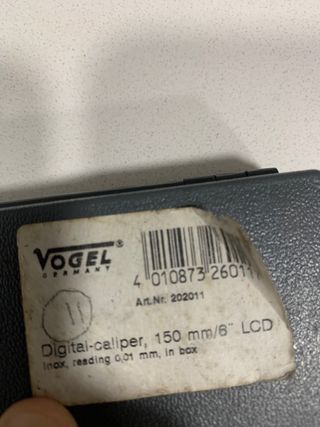 VOGEL®
GERMANY
4 010873 26011
Art.Nr. 202011
11
Digital-caliper, 150 mm/6" LCD
Inox, reading 0,01 mm, in box